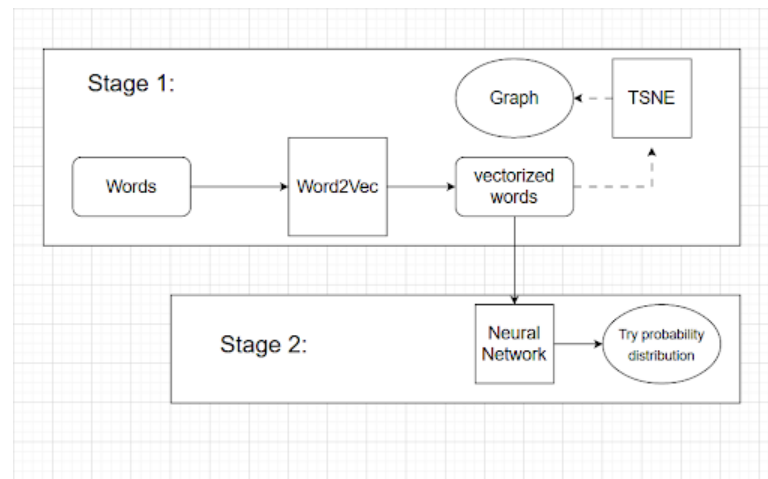 Stage 1:
Graph
TSNE
Words
Word2Vec
vectorized
words
Stage 2:
Neural
Network
Try probability
distribution